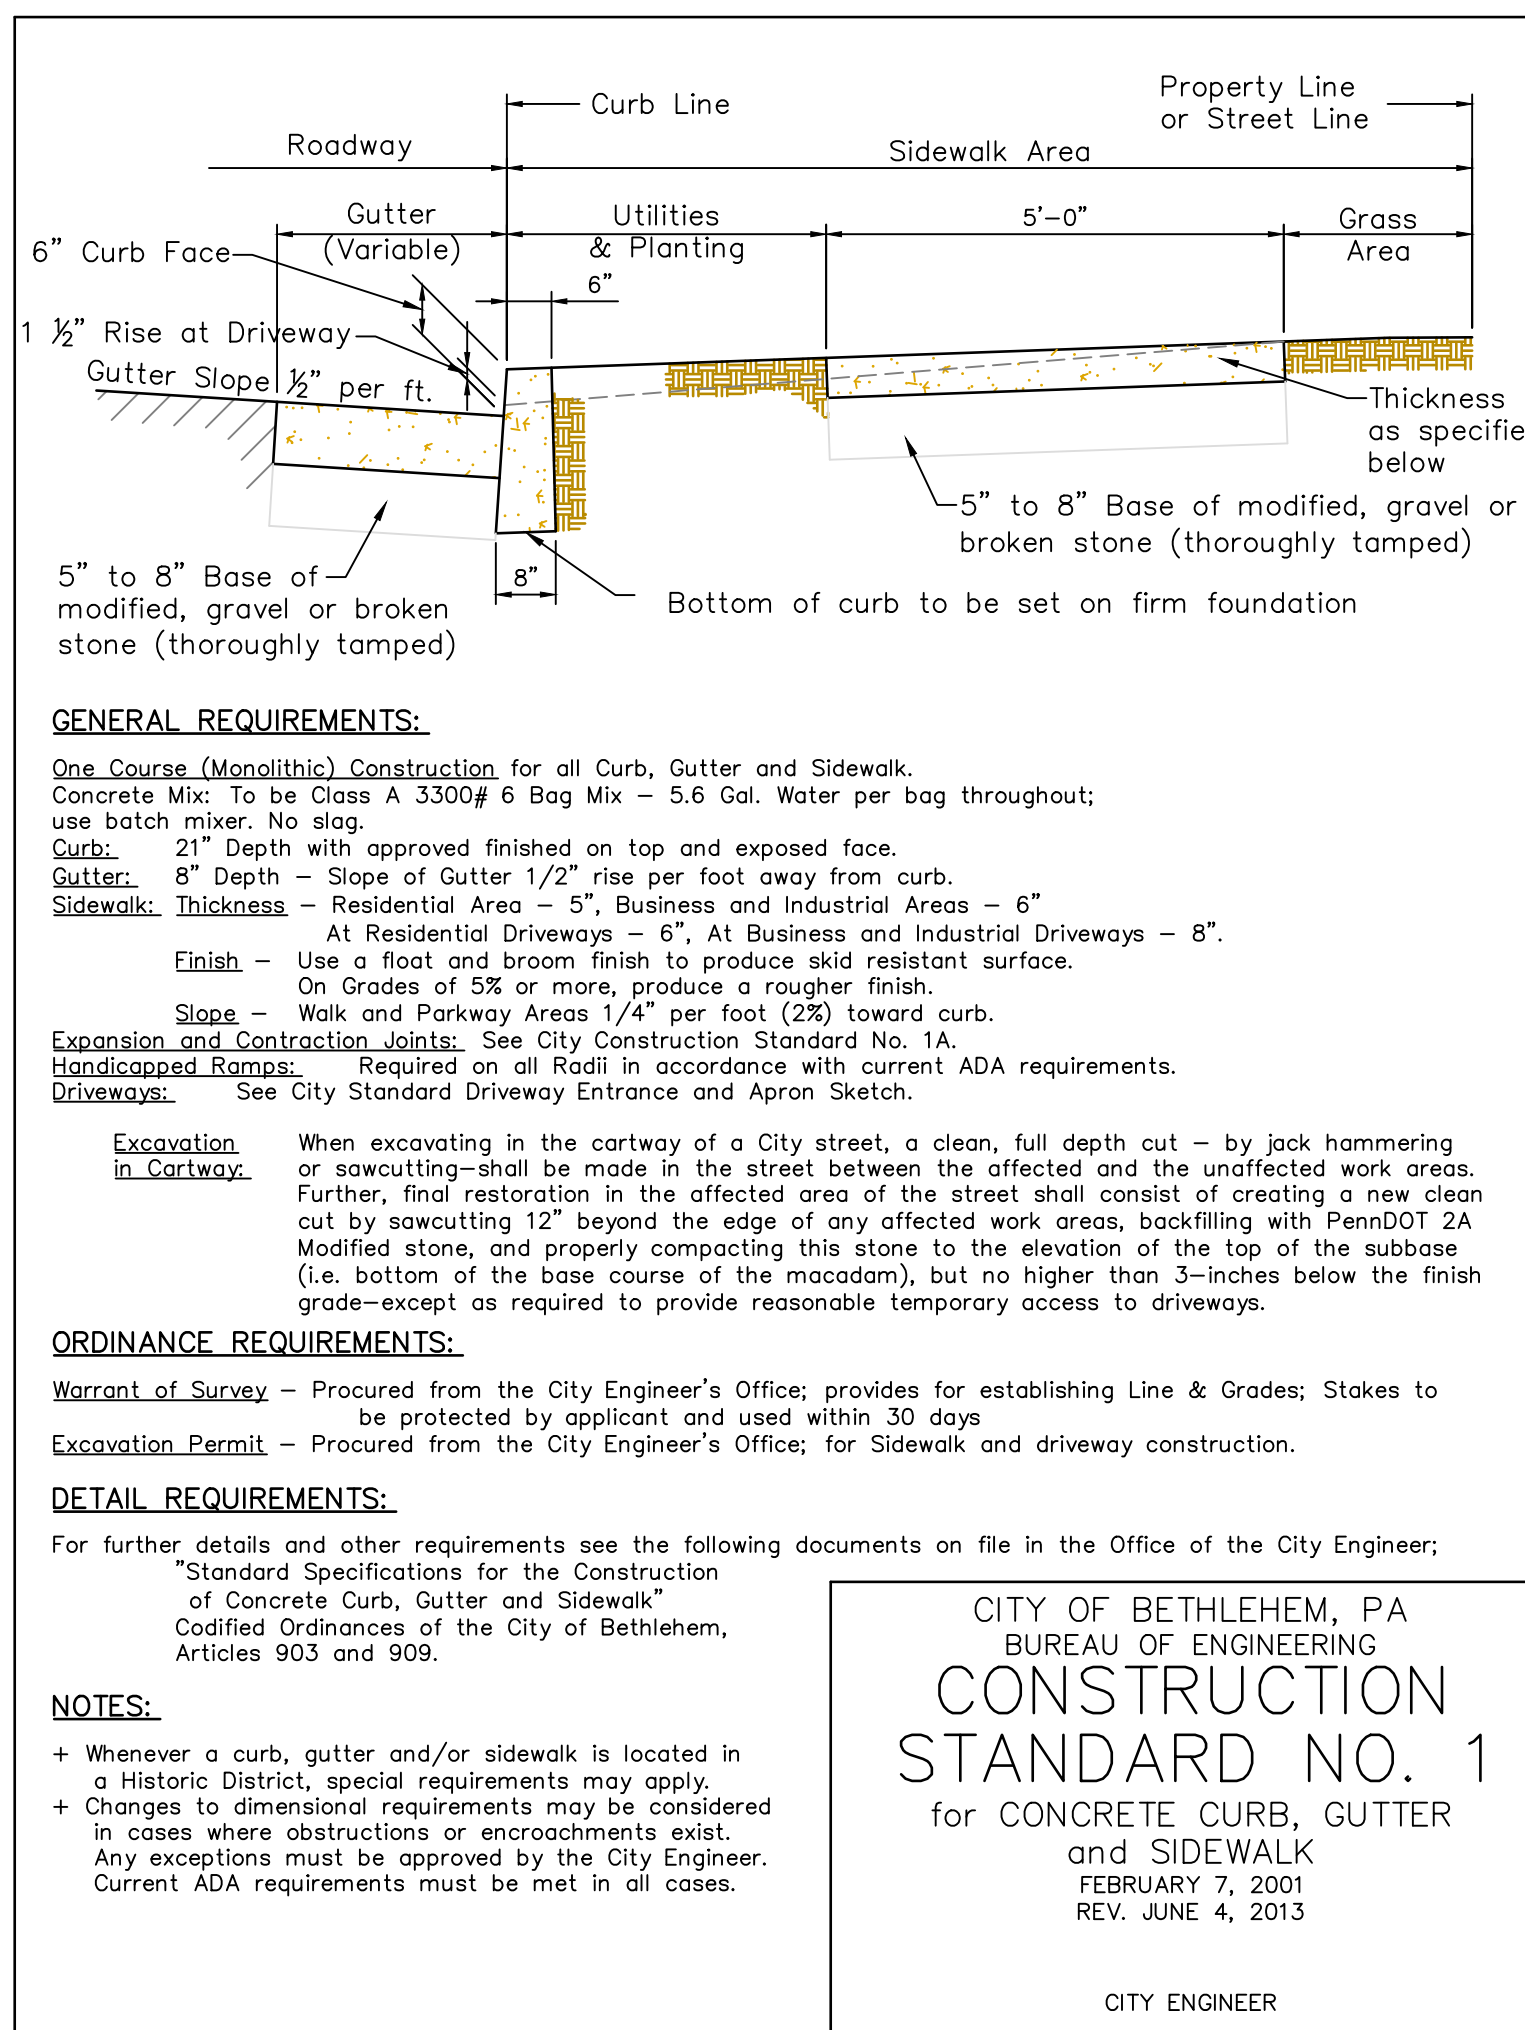 Curb Line
Property Line
or Street Line
Roadway
Sidewalk Area
Gutter
(Variable)
Utilities
& Planting
5'-0"
Grass
Area
6" Curb Face
6"
1 ½" Rise at Driveway
Gutter Slope ½" per ft.
Thickness
as specifie
below
5" to 8" Base of modified, gravel or
broken stone (thoroughly tamped)
5" to 8" Base of
modified, gravel or broken
stone (thoroughly tamped)
8"
Bottom of curb to be set on firm foundation
GENERAL REQUIREMENTS:
One Course (Monolithic) Construction for all Curb, Gutter and Sidewalk.
Concrete Mix: To be Class A 3300# 6 Bag Mix – 5.6 Gal. Water per bag throughout;
use batch mixer. No slag.
Curb: 21" Depth with approved finished on top and exposed face.
Gutter: 8" Depth – Slope of Gutter 1/2" rise per foot away from curb.
Sidewalk: Thickness – Residential Area – 5", Business and Industrial Areas – 6"
At Residential Driveways – 6", At Business and Industrial Driveways – 8".
Finish – Use a float and broom finish to produce skid resistant surface.
On Grades of 5% or more, produce a rougher finish.
Slope – Walk and Parkway Areas 1/4" per foot (2%) toward curb.
Expansion and Contraction Joints: See City Construction Standard No. 1A.
Handicapped Ramps: Required on all Radii in accordance with current ADA requirements.
Driveways: See City Standard Driveway Entrance and Apron Sketch.
Excavation When excavating in the cartway of a City street, a clean, full depth cut – by jack hammering
in Cartway: or sawcutting–shall be made in the street between the affected and the unaffected work areas.
Further, final restoration in the affected area of the street shall consist of creating a new clean
cut by sawcutting 12" beyond the edge of any affected work areas, backfilling with PennDOT 2A
Modified stone, and properly compacting this stone to the elevation of the top of the subbase
(i.e. bottom of the base course of the macadam), but no higher than 3–inches below the finish
grade–except as required to provide reasonable temporary access to driveways.
ORDINANCE REQUIREMENTS:
Warrant of Survey – Procured from the City Engineer's Office; provides for establishing Line & Grades; Stakes to
be protected by applicant and used within 30 days
Excavation Permit – Procured from the City Engineer's Office; for Sidewalk and driveway construction.
DETAIL REQUIREMENTS:
For further details and other requirements see the following documents on file in the Office of the City Engineer;
"Standard Specifications for the Construction
of Concrete Curb, Gutter and Sidewalk"
Codified Ordinances of the City of Bethlehem,
Articles 903 and 909.
NOTES:
+ Whenever a curb, gutter and/or sidewalk is located in
a Historic District, special requirements may apply.
+ Changes to dimensional requirements may be considered
in cases where obstructions or encroachments exist.
Any exceptions must be approved by the City Engineer.
Current ADA requirements must be met in all cases.
CITY OF BETHLEHEM, PA
BUREAU OF ENGINEERING
CONSTRUCTION
STANDARD NO. 1
for CONCRETE CURB, GUTTER
and SIDEWALK
FEBRUARY 7, 2001
REV. JUNE 4, 2013
CITY ENGINEER